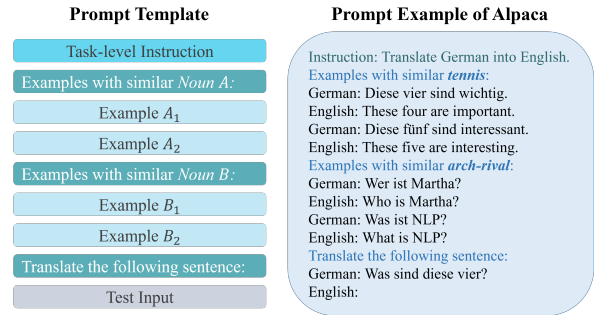 Prompt Template
Task-level Instruction
Examples with similar Noun A:
Example A₁
Example A₂
Examples with similar Noun B:
Example B₁
Example B₂
Translate the following sentence:
Test Input
Prompt Example of Alpaca
Instruction: Translate German into English.
Examples with similar tennis:
German: Diese vier sind wichtig.
English: These four are important.
German: Diese fünf sind interessant.
English: These five are interesting.
Examples with similar arch-rival:
German: Wer ist Martha?
English: Who is Martha?
German: Was ist NLP?
English: What is NLP?
Translate the following sentence:
German: Was sind diese vier?
English: